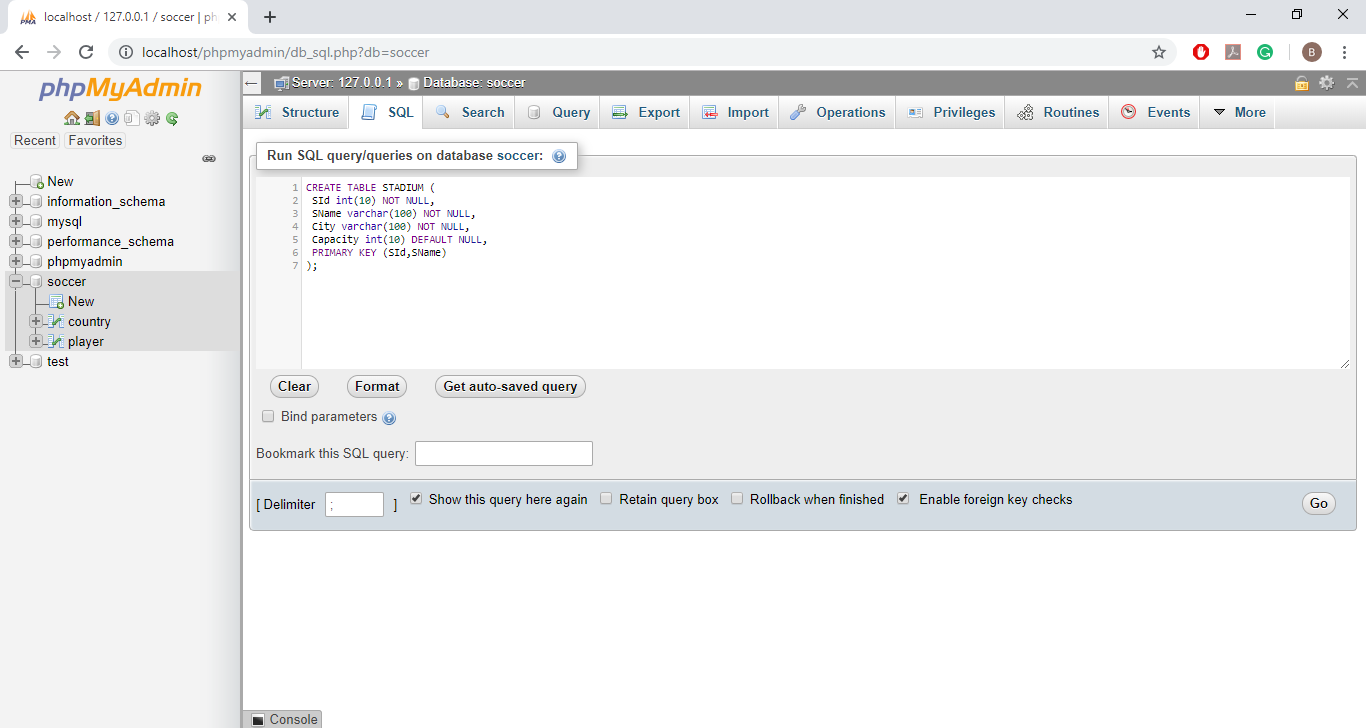 localhost / 127.0.0.1 / soccer | ph
localhost/phpmyadmin/db_sql.php?db=soccer
B
phpMyAdmin
Recent Favorites
New
information_schema
mysql
performance_schema
phpmyadmin
soccer
New
country
player
test
Server: 127.0.0.1 » Database: soccer
Structure SQL Search Query Export Import Operations Privileges Routines Events More
Run SQL query/queries on database soccer:
1 CREATE TABLE STADIUM (
2 SId int(10) NOT NULL,
3 SName varchar(100) NOT NULL,
4 City varchar(100) NOT NULL,
5 Capacity int(10) DEFAULT NULL,
6 PRIMARY KEY (SId,SName)
7 );
Clear Format Get auto-saved query
Bind parameters
Bookmark this SQL query:
[ Delimiter ; ] Show this query here again Retain query box Rollback when finished Enable foreign key checks Go
Console